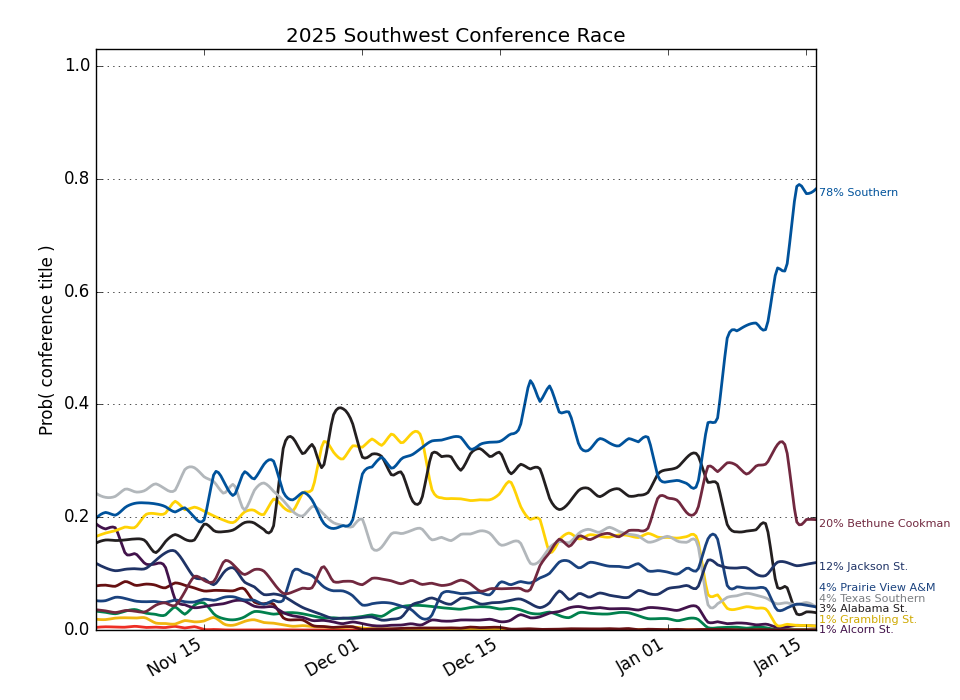 2025 Southwest Conference Race
Prob( conference title )
1.0
0.8
0.6
0.4
0.2
0.0
Nov 15
Dec 01
Dec 15
Jan 01
Jan 15
78% Southern
20% Bethune Cookman
12% Jackson St.
4% Prairie View A&M
4% Texas Southern
3% Alabama St.
1% Grambling St.
1% Alcorn St.